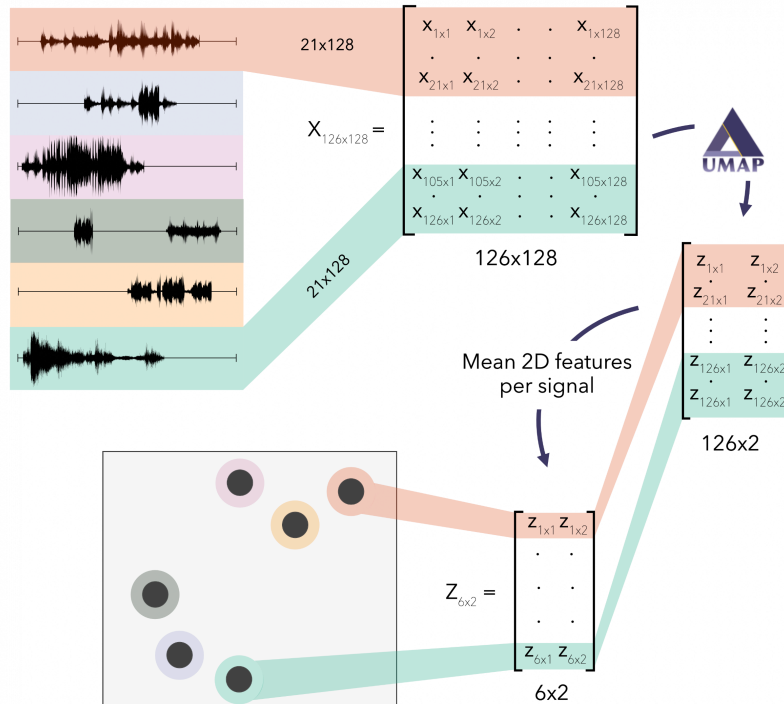 21x128
21x128
X126x128 =
x1x1 x1x2 . . x1x128
. . . . .
x21x1 x21x2 . . x21x128
⋮ ⋮ ⋮ ⋮ ⋮
x105x1 x105x2 . . x105x128
. . . . .
x126x1 x126x2 . . x126x128
126x128
UMAP
z1x1 z1x2
. .
z21x1 z21x2
⋮ ⋮
z126x1 z126x2
. .
z126x1 z126x2
126x2
Mean 2D features
per signal
Z6x2 =
z1x1 z1x2
. .
. .
. .
z6x1 z6x2
6x2